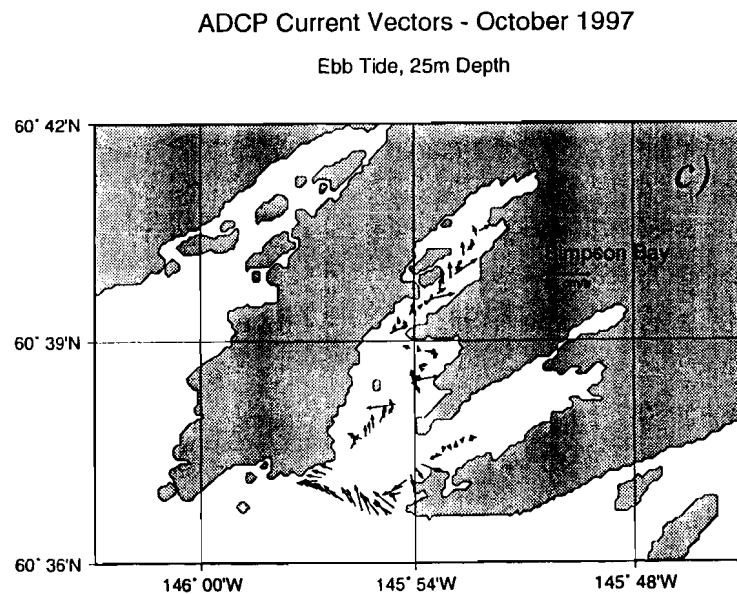 ADCP Current Vectors - October 1997
Ebb Tide, 25m Depth
60° 42'N
c)
Simpson Bay
60° 39'N
60° 36'N
146° 00'W
145° 54'W
145° 48'W